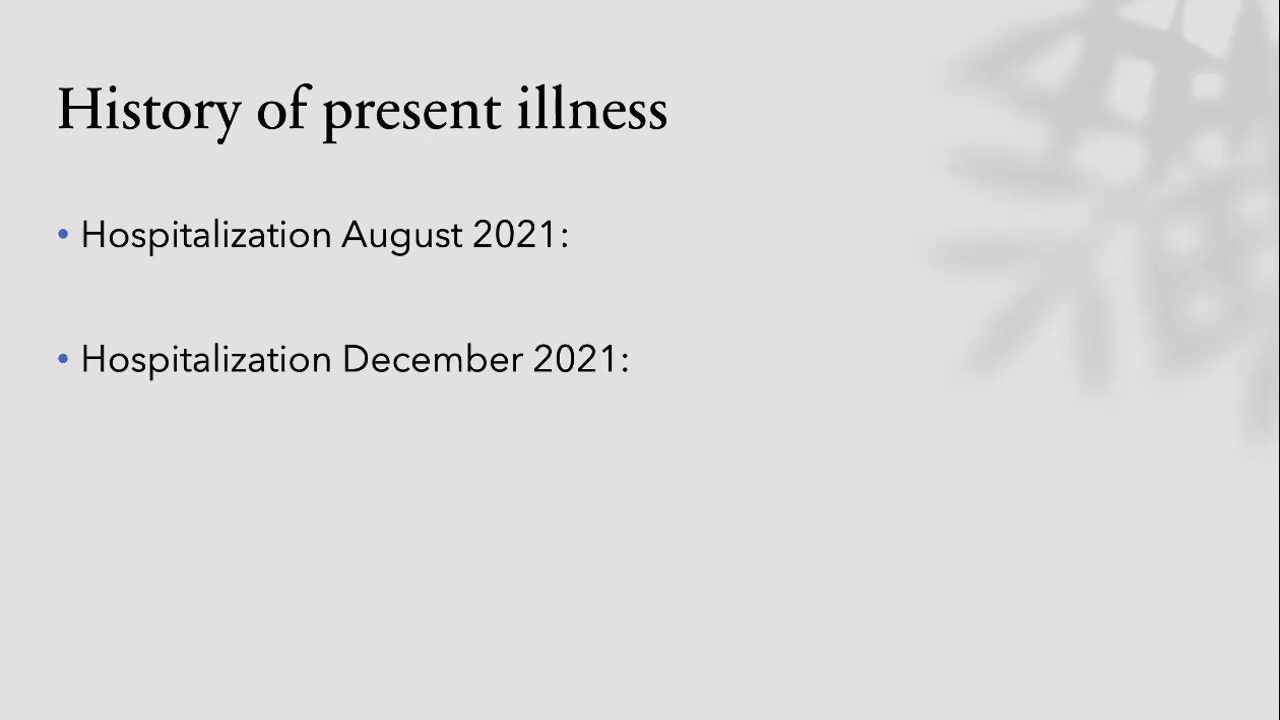 History of present illness
• Hospitalization August 2021:
• Hospitalization December 2021: